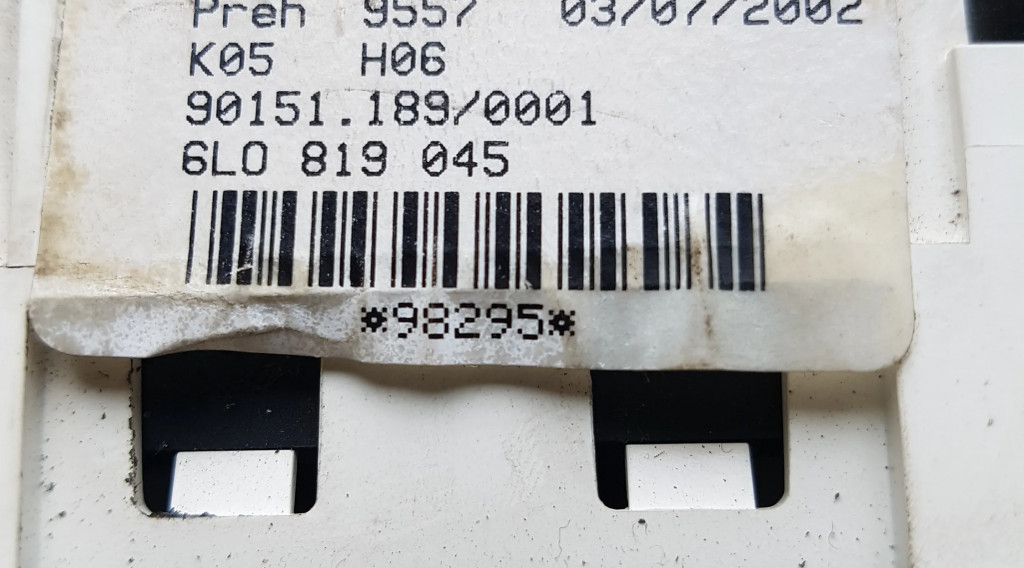 Preh 9557 03/07/2002
K05 H06
90151.189/0001
6L0 819 045
*98295*